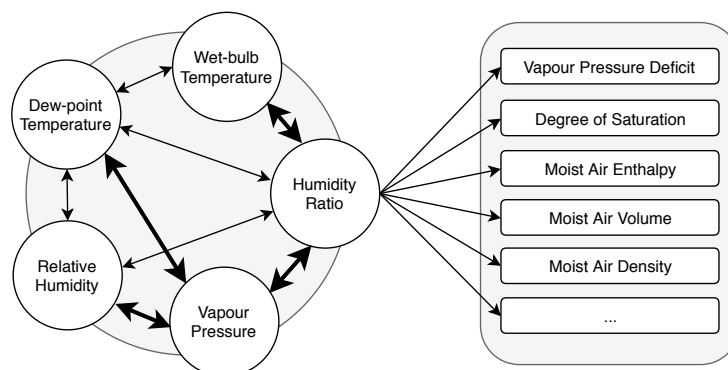 Wet-bulb
Temperature
Dew-point
Temperature
Humidity
Ratio
Relative
Humidity
Vapour
Pressure
Vapour Pressure Deficit
Degree of Saturation
Moist Air Enthalpy
Moist Air Volume
Moist Air Density
...